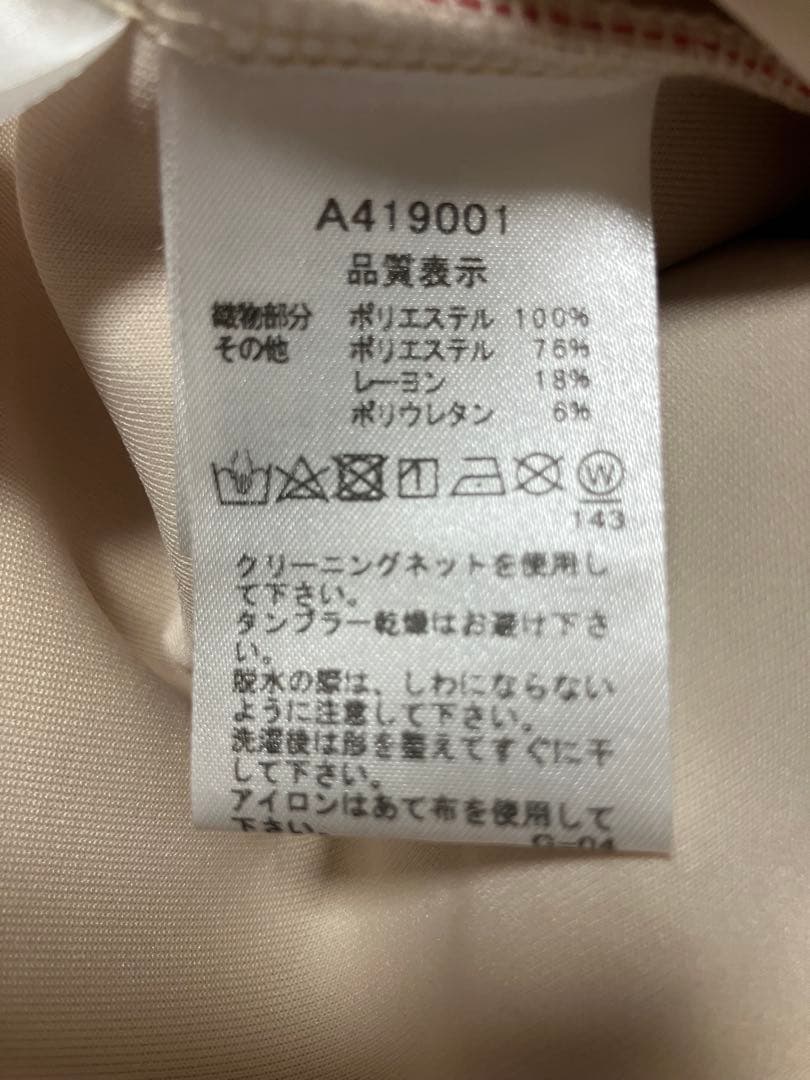 A419001
品質表示
織物部分 ポリエステル 100%
その他 ポリエステル 76%
レーヨン 18%
ポリウレタン 6%
W
143
クリーニングネットを使用し
て下さい。
タンブラー乾燥はお避け下さ
い。
脱水の際は、しわにならない
ように注意して下さい。
洗濯後は形を整えてすぐに干
して下さい。
アイロンはあて布を使用して
下さい。
G-04